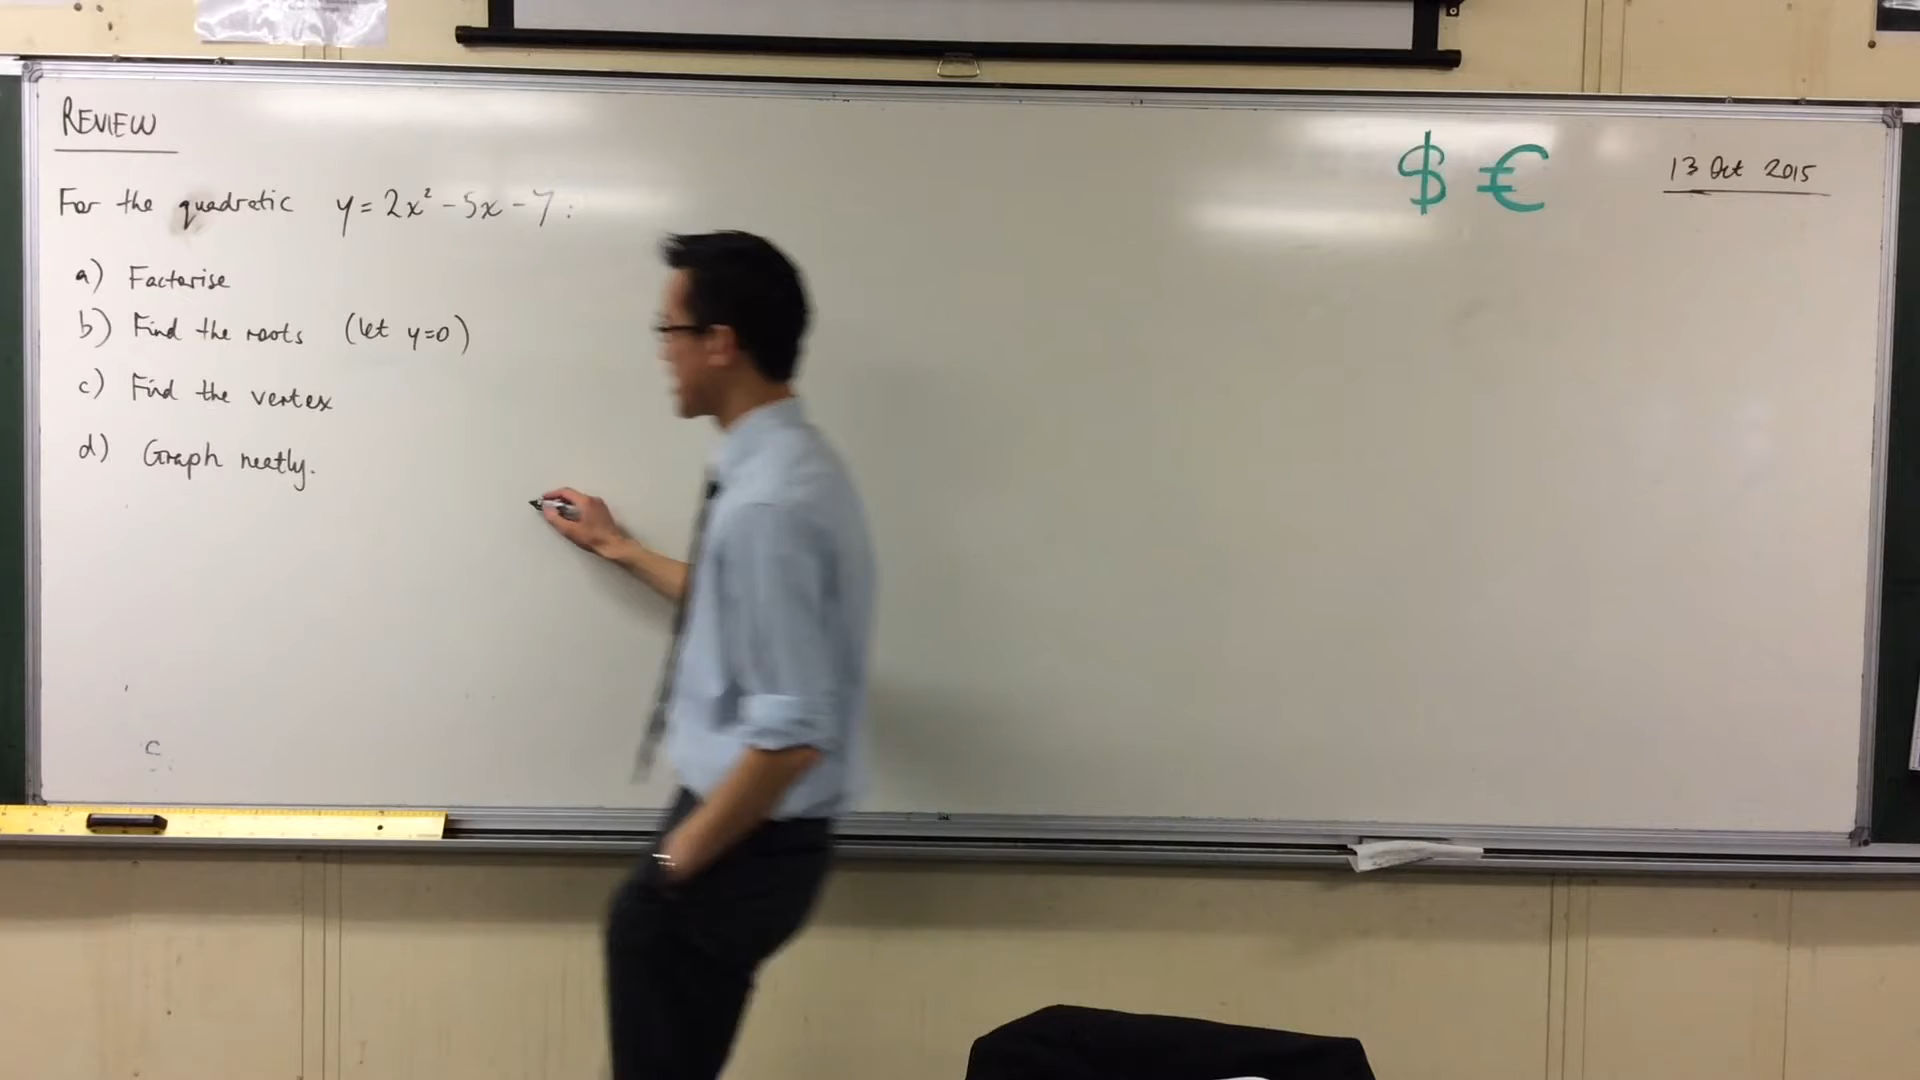 REVIEW
For the quadratic y = 2x² - 5x - 7 :
a) Factorise
b) Find the roots (let y=0)
c) Find the vertex
d) Graph neatly.
c
$ €
13 Oct 2015